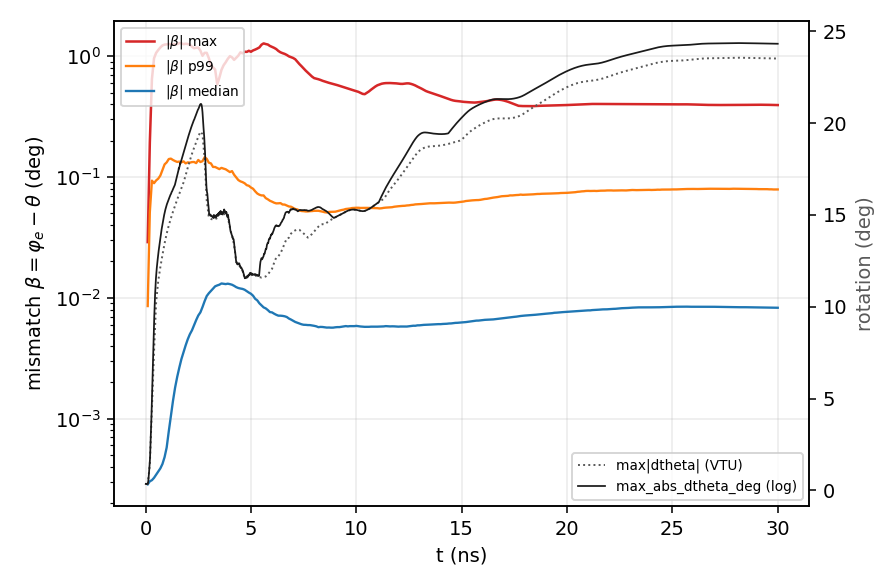 |β| max
|β| p99
|β| median
10⁰
10⁻¹
10⁻²
10⁻³
mismatch β = φₑ − θ (deg)
25
20
15
10
5
0
rotation (deg)
max|dtheta| (VTU)
max_abs_dtheta_deg (log)
0 5 10 15 20 25 30
t (ns)